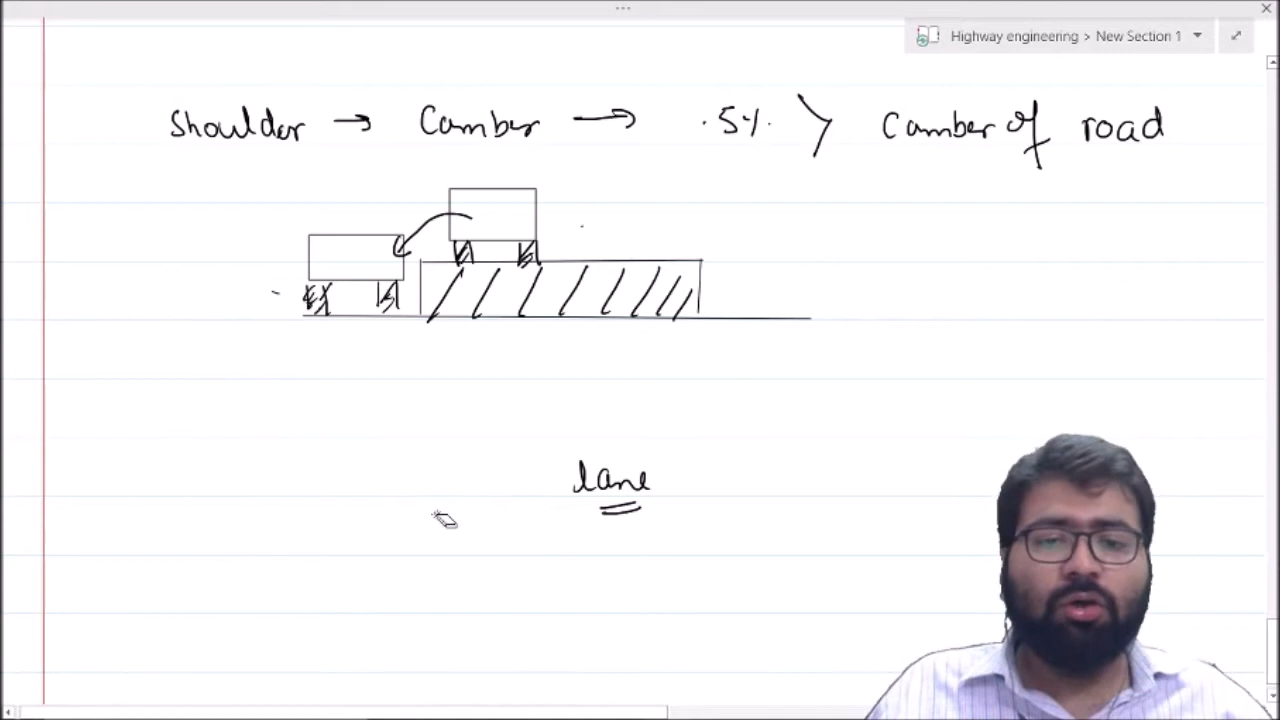 Highway engineering > New Section 1
Shoulder → Camber → .5%. > Camber of road
lane